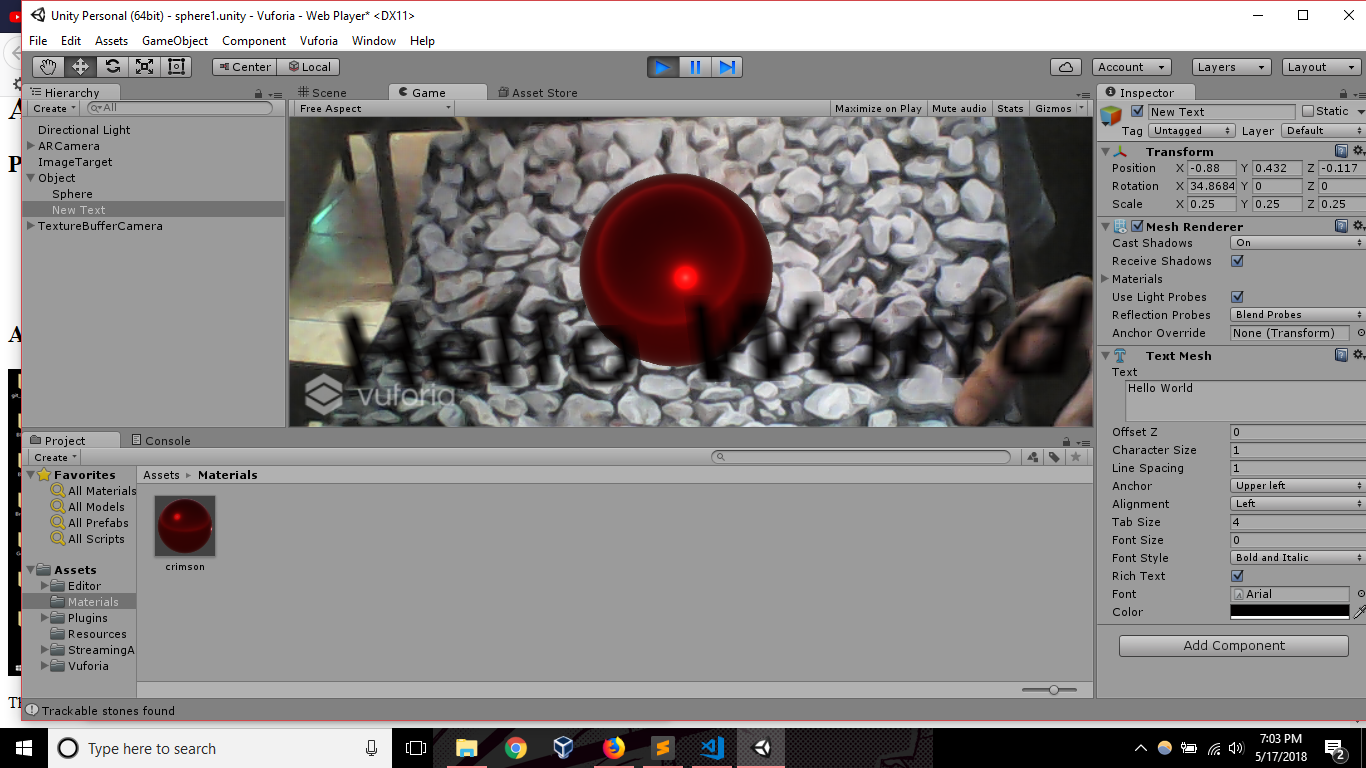 Unity Personal (64bit) - sphere1.unity - Vuforia - Web Player* <DX11>
File Edit Assets GameObject Component Vuforia Window Help
Center Local Account Layers Layout
Hierarchy
Create All
Directional Light
ARCamera
ImageTarget
Object
Sphere
New Text
TextureBufferCamera
Scene Game Asset Store
Free Aspect Maximize on Play Mute audio Stats Gizmos
Hello World
vuforia
Inspector
New Text Static
Tag Untagged Layer Default
Transform
Position X -0.88 Y 0.432 Z -0.117
Rotation X 34.8684 Y 0 Z 0
Scale X 0.25 Y 0.25 Z 0.25
Mesh Renderer
Cast Shadows On
Receive Shadows
Materials
Use Light Probes
Reflection Probes Blend Probes
Anchor Override None (Transform)
Text Mesh
Text
Hello World
Offset Z 0
Character Size 1
Line Spacing 1
Anchor Upper left
Alignment Left
Tab Size 4
Font Size 0
Font Style Bold and Italic
Rich Text
Font Arial
Color
Add Component
Project Console
Create
Favorites
All Materials
All Models
All Prefabs
All Scripts
Assets
Editor
Materials
Plugins
Resources
StreamingA
Vuforia
Assets Materials
crimson
Trackable stones found
Type here to search
7:03 PM
5/17/2018
2